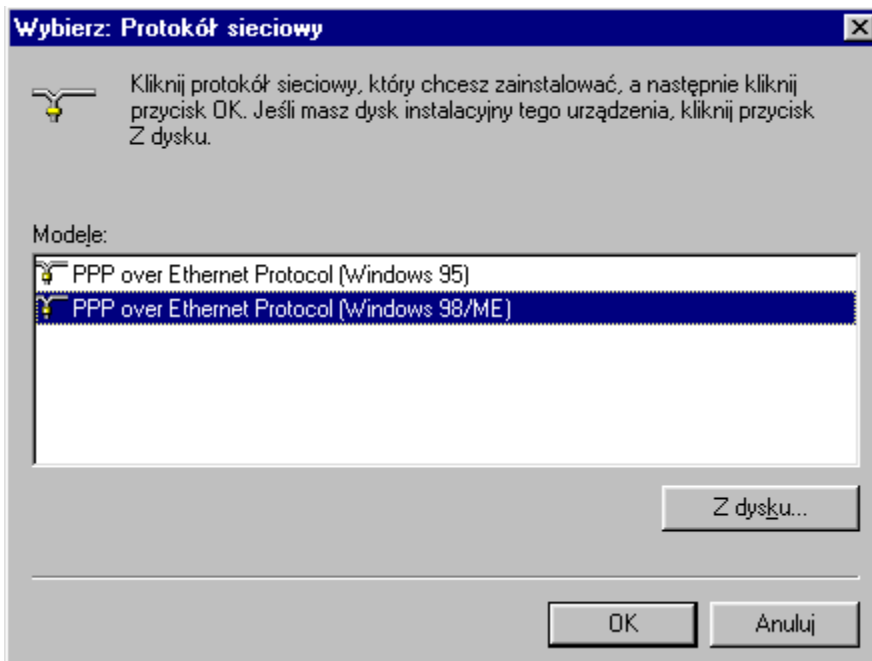 Wybierz: Protokół sieciowy
Kliknij protokół sieciowy, który chcesz zainstalować, a następnie kliknij
przycisk OK. Jeśli masz dysk instalacyjny tego urządzenia, kliknij przycisk
Z dysku.
Modele:
PPP over Ethernet Protocol (Windows 95)
PPP over Ethernet Protocol (Windows 98/ME)
Z dysku...
OK
Anuluj